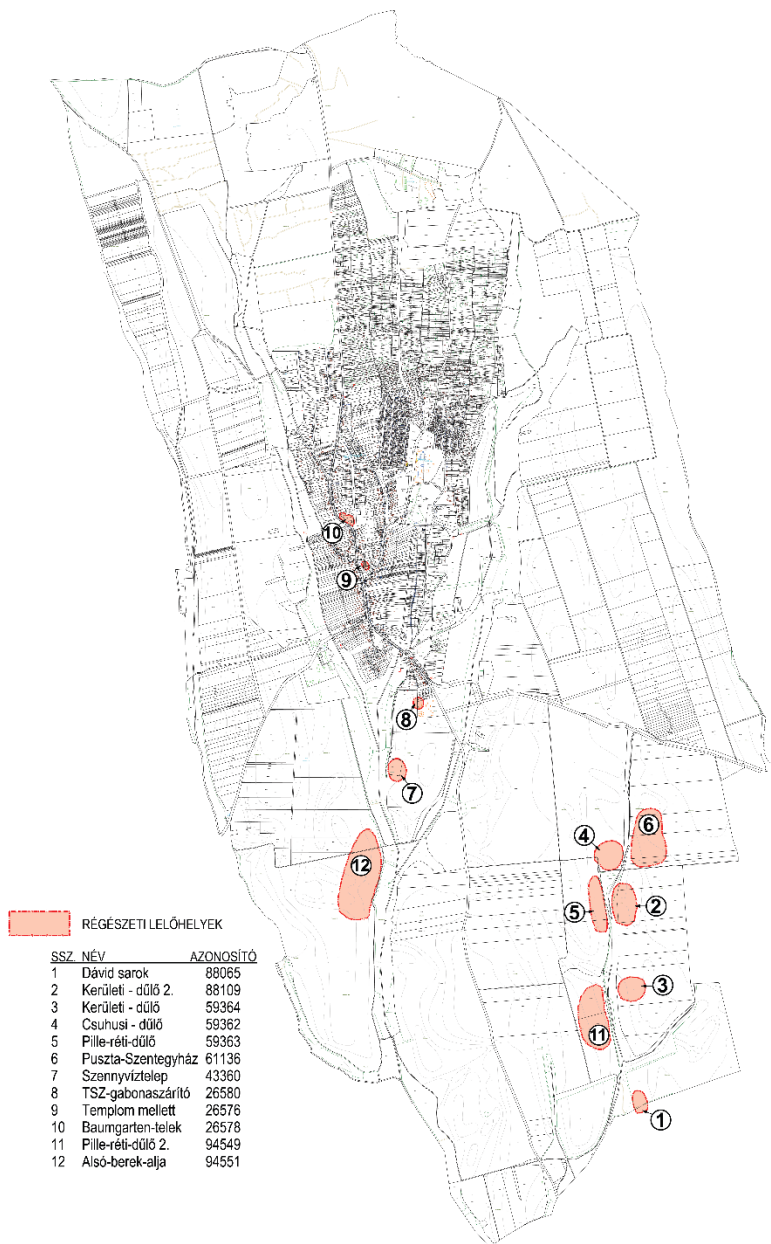 10
9
8
7
12
4
6
5
2
3
11
1
RÉGÉSZETI LELŐHELYEK
SSZ. NÉV AZONOSÍTÓ
1 Dávid sarok 88065
2 Kerületi - dűlő 2. 88109
3 Kerületi - dűlő 59364
4 Csuhusi - dűlő 59362
5 Pille-réti-dűlő 59363
6 Puszta-Szentegyház 61136
7 Szennyvíztelep 43360
8 TSZ-gabonaszárító 26580
9 Templom mellett 26576
10 Baumgarten-telek 26578
11 Pille-réti-dűlő 2. 94549
12 Alsó-berek-alja 94551